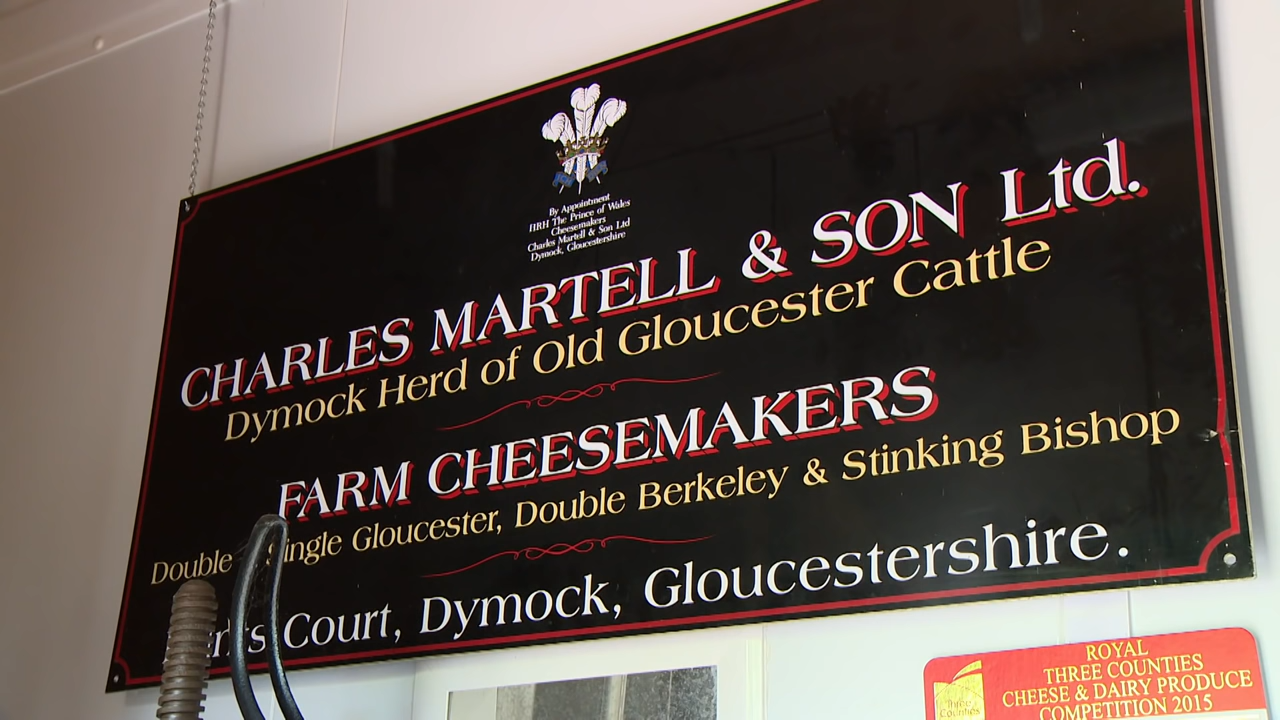 By Appointment
HRH The Prince of Wales
Cheesemakers
Charles Martell & Son Ltd
Dymock, Gloucestershire
CHARLES MARTELL & SON Ltd.
Dymock Herd of Old Gloucester Cattle
FARM CHEESEMAKERS
Double Single Gloucester, Double Berkeley & Stinking Bishop
Court, Dymock, Gloucestershire.
ROYAL
THREE COUNTIES
CHEESE & DAIRY PRODUCE
COMPETITION 2015
Three
Counties